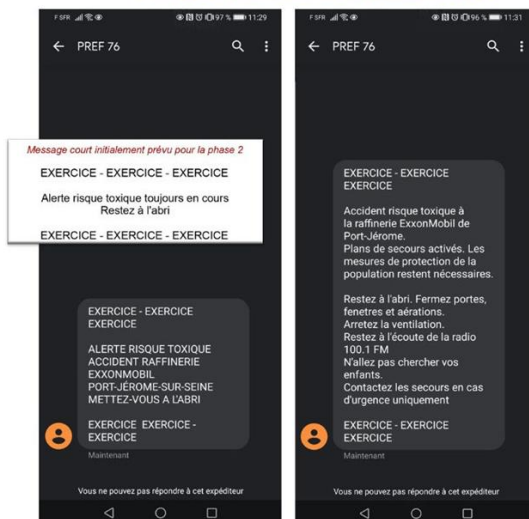 F SFR 97 % 11:29
PREF 76
Message court initialement prévu pour la phase 2
EXERCICE - EXERCICE - EXERCICE
Alerte risque toxique toujours en cours
Restez à l'abri
EXERCICE - EXERCICE - EXERCICE
EXERCICE - EXERCICE
EXERCICE
ALERTE RISQUE TOXIQUE
ACCIDENT RAFFINERIE
EXXONMOBIL
PORT-JÉROME-SUR-SEINE
METTEZ-VOUS A L'ABRI
EXERCICE EXERCICE -
EXERCICE
Maintenant
Vous ne pouvez pas répondre à cet expéditeur
F SFR 96 % 11:31
PREF 76
EXERCICE - EXERCICE
EXERCICE
Accident risque toxique à
la raffinerie ExxonMobil de
Port-Jérome.
Plans de secours activés. Les
mesures de protection de la
population restent nécessaires.
Restez à l'abri. Fermez portes,
fenetres et aérations.
Arretez la ventilation.
Restez à l'écoute de la radio
100.1 FM
N'allez pas chercher vos
enfants.
Contactez les secours en cas
d'urgence uniquement
EXERCICE - EXERCICE
EXERCICE
Maintenant
Vous ne pouvez pas répondre à cet expéditeur